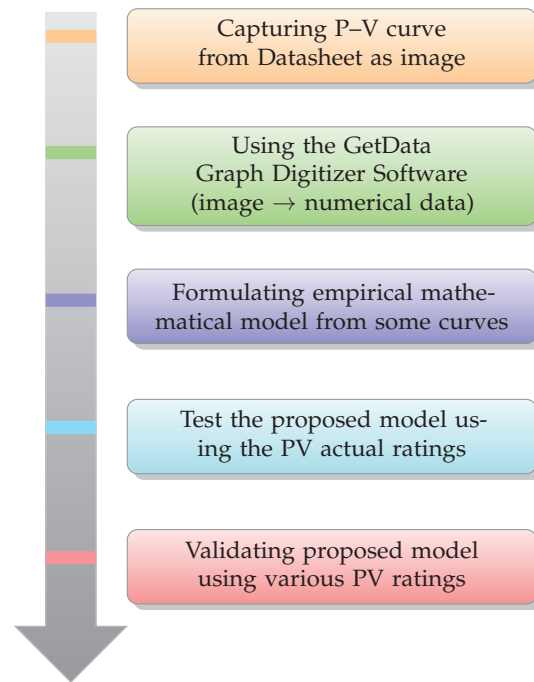 Capturing P–V curve
from Datasheet as image
Using the GetData
Graph Digitizer Software
(image → numerical data)
Formulating empirical mathe-
matical model from some curves
Test the proposed model us-
ing the PV actual ratings
Validating proposed model
using various PV ratings